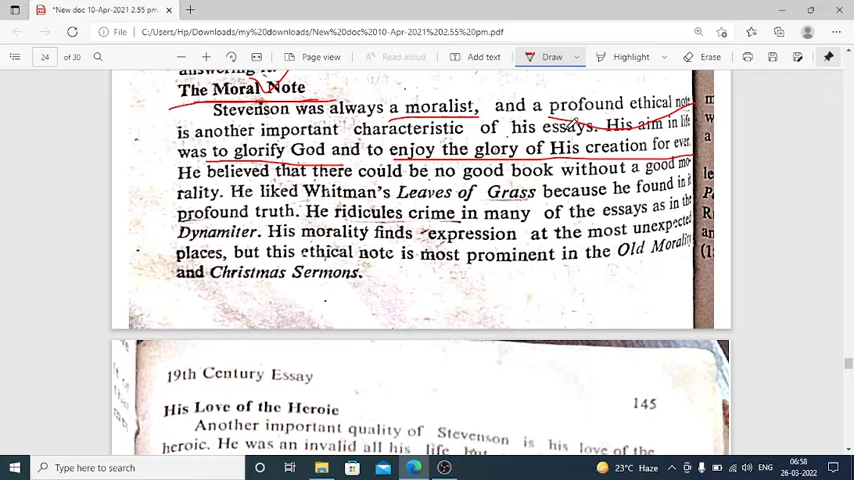 New doc 10-Apr-2021 2.55 pm.pdf
File
C:/Users/Hp/Downloads/my%20downloads/New%20doc%2010-Apr-2021%202.55%20pm.pdf
24 of 30
Page view
Read aloud
Add text
Draw
Highlight
Erase
The Moral Note
Stevenson was always a moralist, and a profound ethical note
is another important characteristic of his essays. His aim in life
was to glorify God and to enjoy the glory of His creation for ever.
He believed that there could be no good book without a good mo-
rality. He liked Whitman's Leaves of Grass because he found in it
profound truth. He ridicules crime in many of the essays as in the
Dynamiter. His morality finds expression at the most unexpected
places, but this ethical note is most prominent in the Old Morality
and Christmas Sermons.
19th Century Essay
145
His Love of the Heroic
Another important quality of Stevenson is his love of the
heroic. He was an invalid all his life
Type here to search
23°C Haze
ENG
06:58
26-03-2022